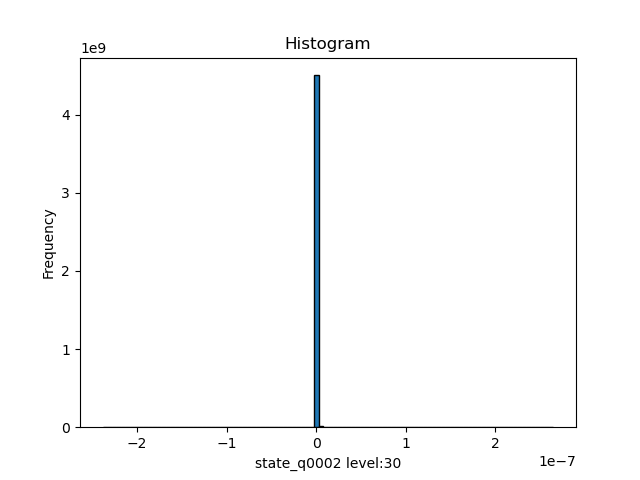 Histogram
1e9
4
3
2
1
0
Frequency
−2 −1 0 1 2
1e−7
state_q0002 level:30